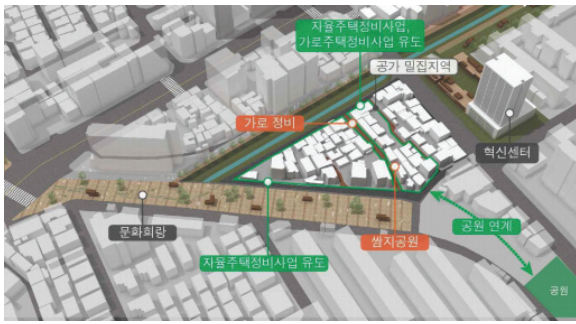 자율주택정비사업,
가로주택정비사업 유도
공가 밀집지역
가로 정비
혁신센터
문화회랑
쌈지공원
공원 연계
자율주택정비사업 유도
공원